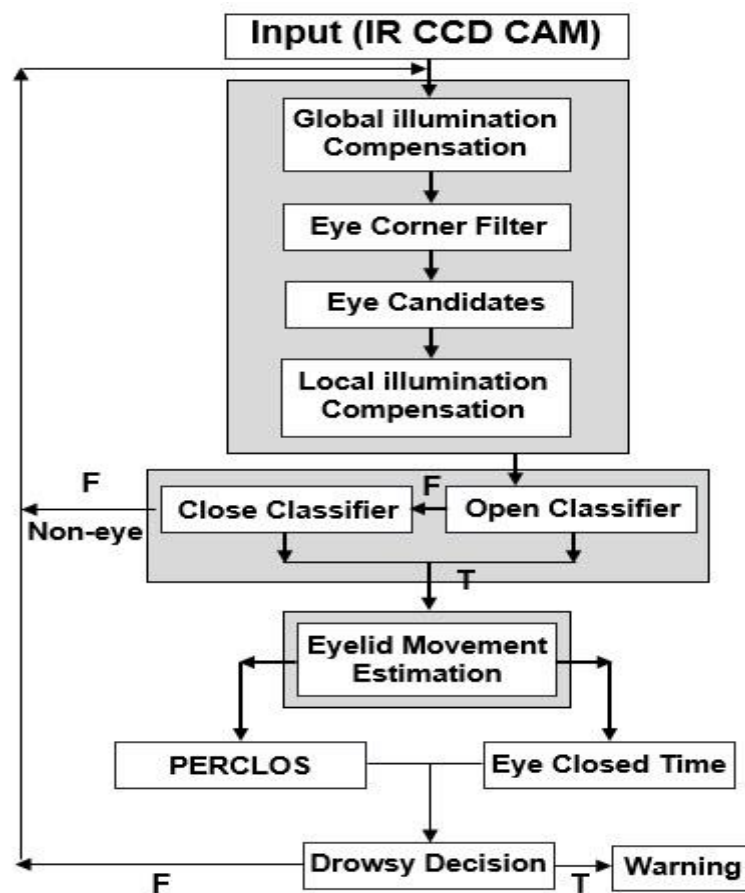 Input (IR CCD CAM)
Global illumination
Compensation
Eye Corner Filter
Eye Candidates
Local illumination
Compensation
F
F
Close Classifier
Open Classifier
Non-eye
T
Eyelid Movement
Estimation
PERCLOS
Eye Closed Time
Drowsy Decision
Warning
F
T